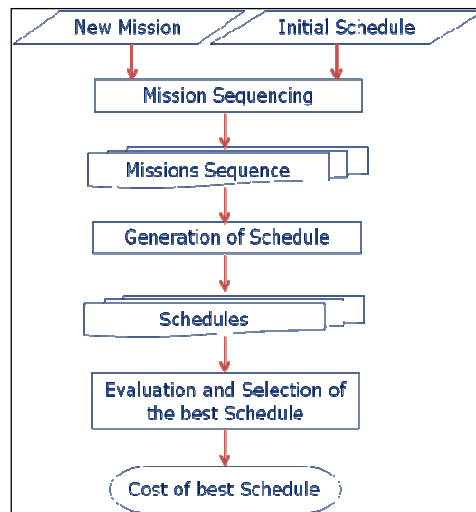 New Mission
Initial Schedule
Mission Sequencing
Missions Sequence
Generation of Schedule
Schedules
Evaluation and Selection of
the best Schedule
Cost of best Schedule